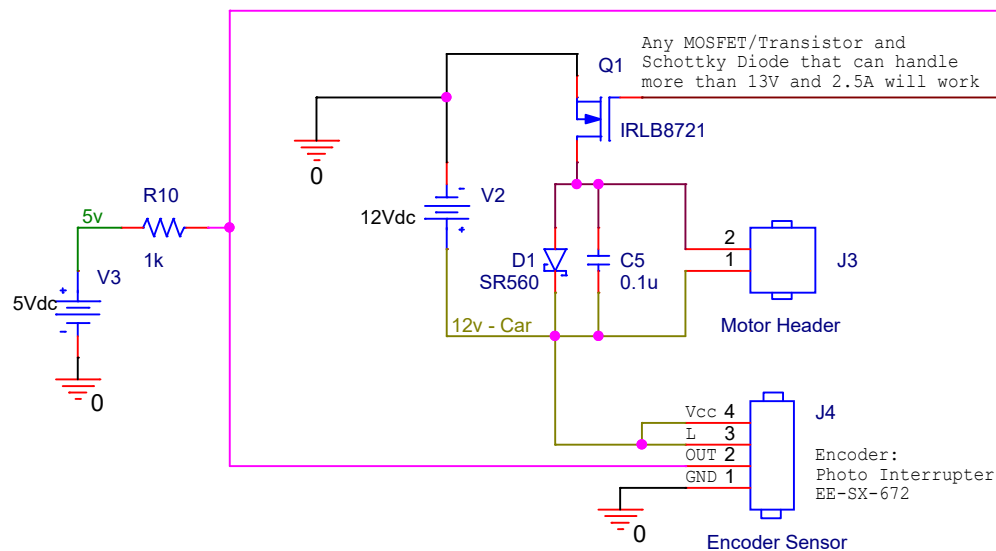 Any MOSFET/Transistor and
Schottky Diode that can handle
more than 13V and 2.5A will work
Q1
IRLB8721
0
R10
V2
5v
12Vdc
1k
2
D1
C5
1
J3
V3
SR560
0.1u
5Vdc
12v - Car
Motor Header
0
Vcc 4
J4
L 3
OUT 2
Encoder:
GND 1
Photo Interrupter
EE-SX-672
0
Encoder Sensor